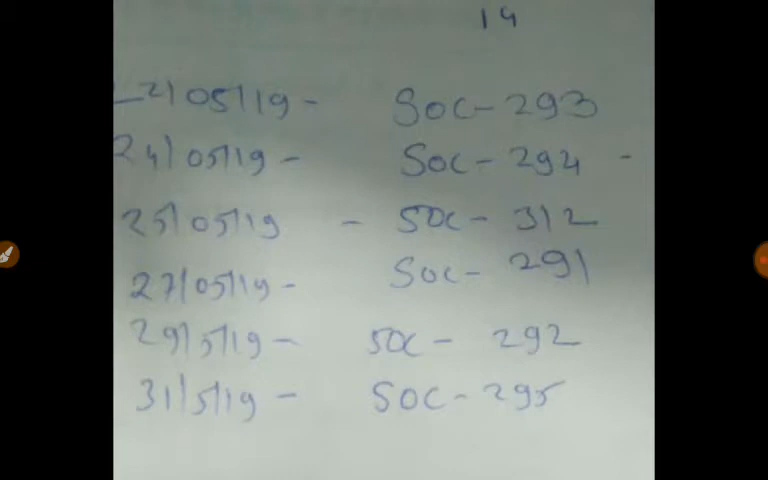 14
2/05/19 - SOC - 293
24/05/19 - SOC - 294 -
25/05/19 - SOC - 312
27/05/19 - SOC - 291
29/5/19 - SOC - 292
31/5/19 - SOC - 295